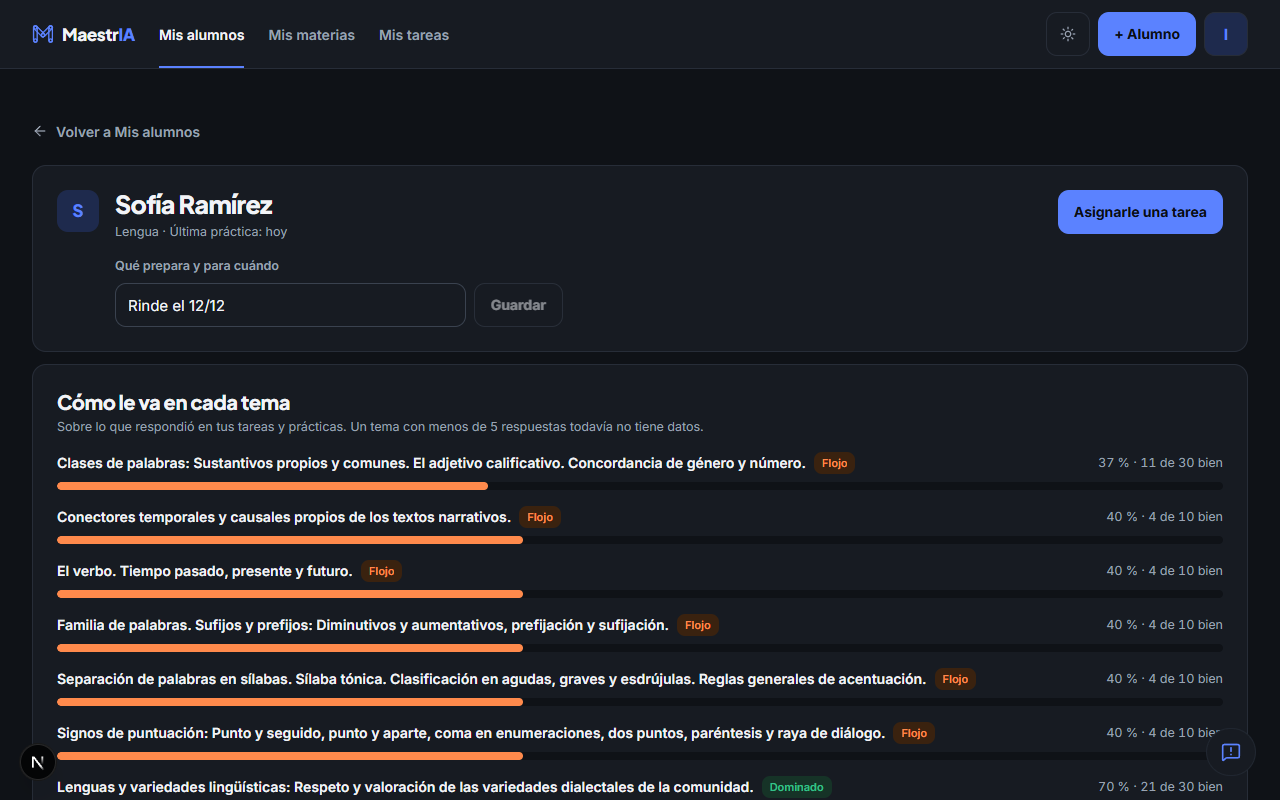 MaestrIA
Mis alumnos
Mis materias
Mis tareas
+ Alumno
I
Volver a Mis alumnos
S
Sofía Ramírez
Lengua · Última práctica: hoy
Asignarle una tarea
Qué prepara y para cuándo
Rinde el 12/12
Guardar
Cómo le va en cada tema
Sobre lo que respondió en tus tareas y prácticas. Un tema con menos de 5 respuestas todavía no tiene datos.
Clases de palabras: Sustantivos propios y comunes. El adjetivo calificativo. Concordancia de género y número. Flojo 37 % · 11 de 30 bien
Conectores temporales y causales propios de los textos narrativos. Flojo 40 % · 4 de 10 bien
El verbo. Tiempo pasado, presente y futuro. Flojo 40 % · 4 de 10 bien
Familia de palabras. Sufijos y prefijos: Diminutivos y aumentativos, prefijación y sufijación. Flojo 40 % · 4 de 10 bien
Separación de palabras en sílabas. Sílaba tónica. Clasificación en agudas, graves y esdrújulas. Reglas generales de acentuación. Flojo 40 % · 4 de 10 bien
Signos de puntuación: Punto y seguido, punto y aparte, coma en enumeraciones, dos puntos, paréntesis y raya de diálogo. Flojo 40 % · 4 de 10 bien
N
Lenguas y variedades lingüísticas: Respeto y valoración de las variedades dialectales de la comunidad. Dominado 70 % · 21 de 30 bien